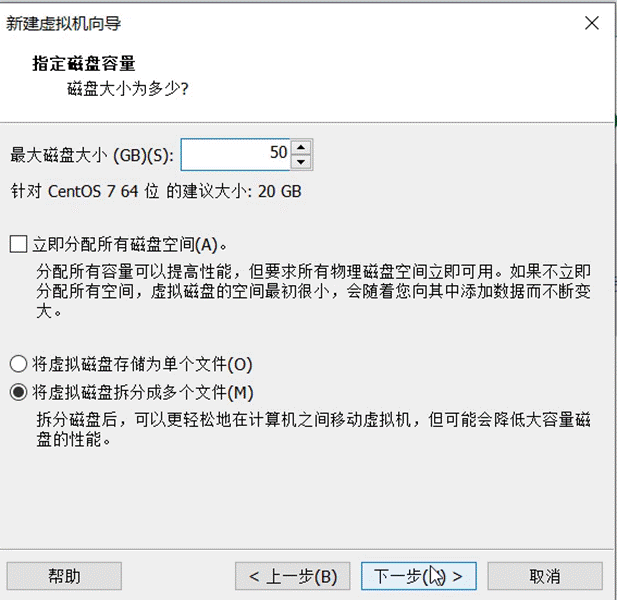 新建虚拟机向导
指定磁盘容量
磁盘大小为多少?
最大磁盘大小 (GB)(S): 50
针对 CentOS 7 64 位 的建议大小: 20 GB
立即分配所有磁盘空间(A)。
分配所有容量可以提高性能，但要求所有物理磁盘空间立即可用。如果不立即
分配所有空间，虚拟磁盘的空间最初很小，会随着您向其中添加数据而不断变
大。
将虚拟磁盘存储为单个文件(O)
将虚拟磁盘拆分成多个文件(M)
拆分磁盘后，可以更轻松地在计算机之间移动虚拟机，但可能会降低大容量磁
盘的性能。
帮助 < 上一步(B) 下一步( ) > 取消